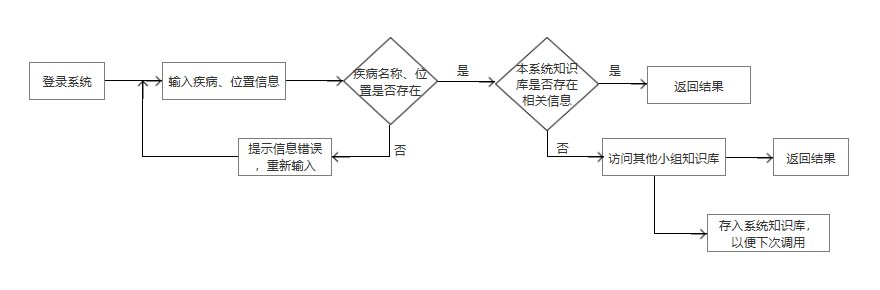 登录系统
输入疾病、位置信息
疾病名称、位
置是否存在
是
本系统知识
库是否存在
相关信息
是
返回结果
否
提示信息错误
，重新输入
否
访问其他小组知识库
返回结果
存入系统知识库，
以便下次调用